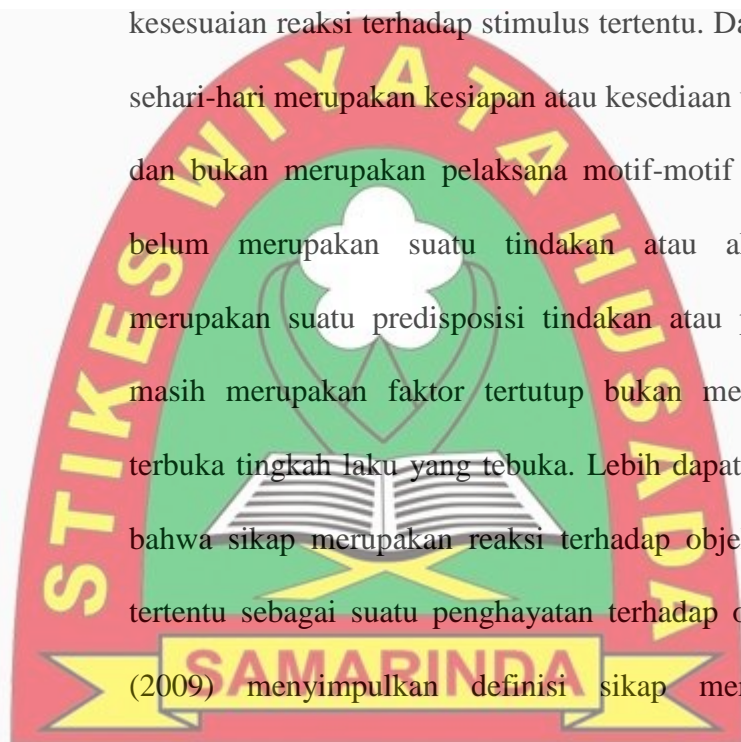 kesesuaian reaksi terhadap stimulus tertentu. Da
sehari-hari merupakan kesiapan atau kesediaan
dan bukan merupakan pelaksana motif-motif
belum merupakan suatu tindakan atau
merupakan suatu predisposisi tindakan atau
masih merupakan faktor tertutup bukan me
terbuka tingkah laku yang tebuka. Lebih dapat
bahwa sikap merupakan reaksi terhadap obje
tertentu sebagai suatu penghayatan terhadap
(2009) menyimpulkan definisi sikap me
STIKES WIYATA HUSADA
SAMARINDA